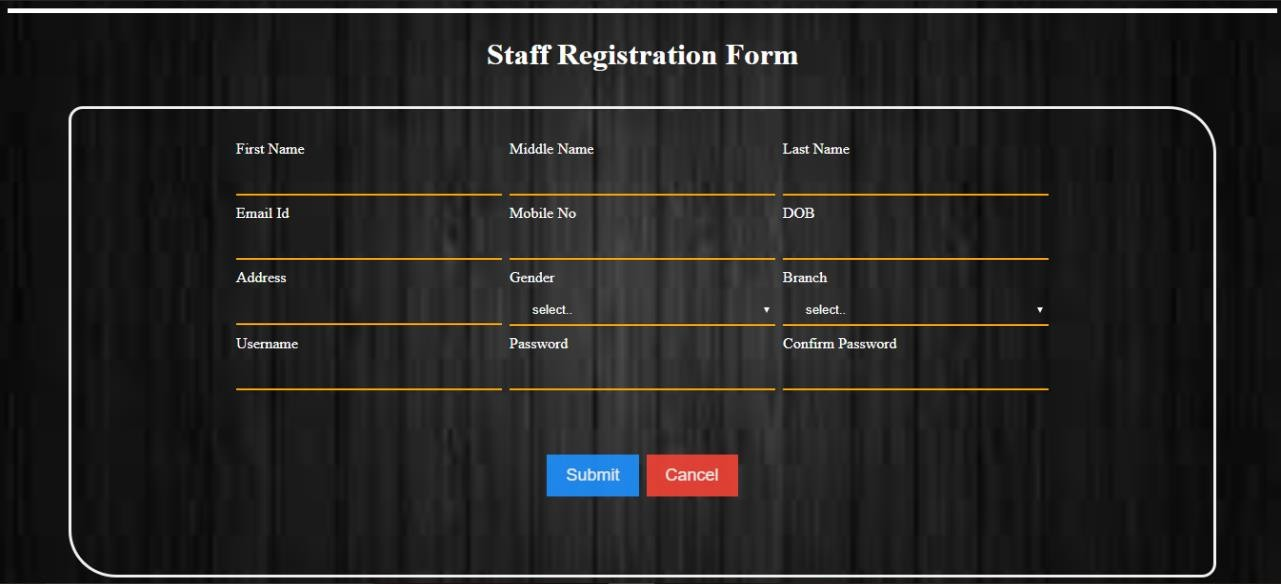 Staff Registration Form
First Name Middle Name Last Name
Email Id Mobile No DOB
Address Gender Branch
select.. select..
Username Password Confirm Password
Submit Cancel